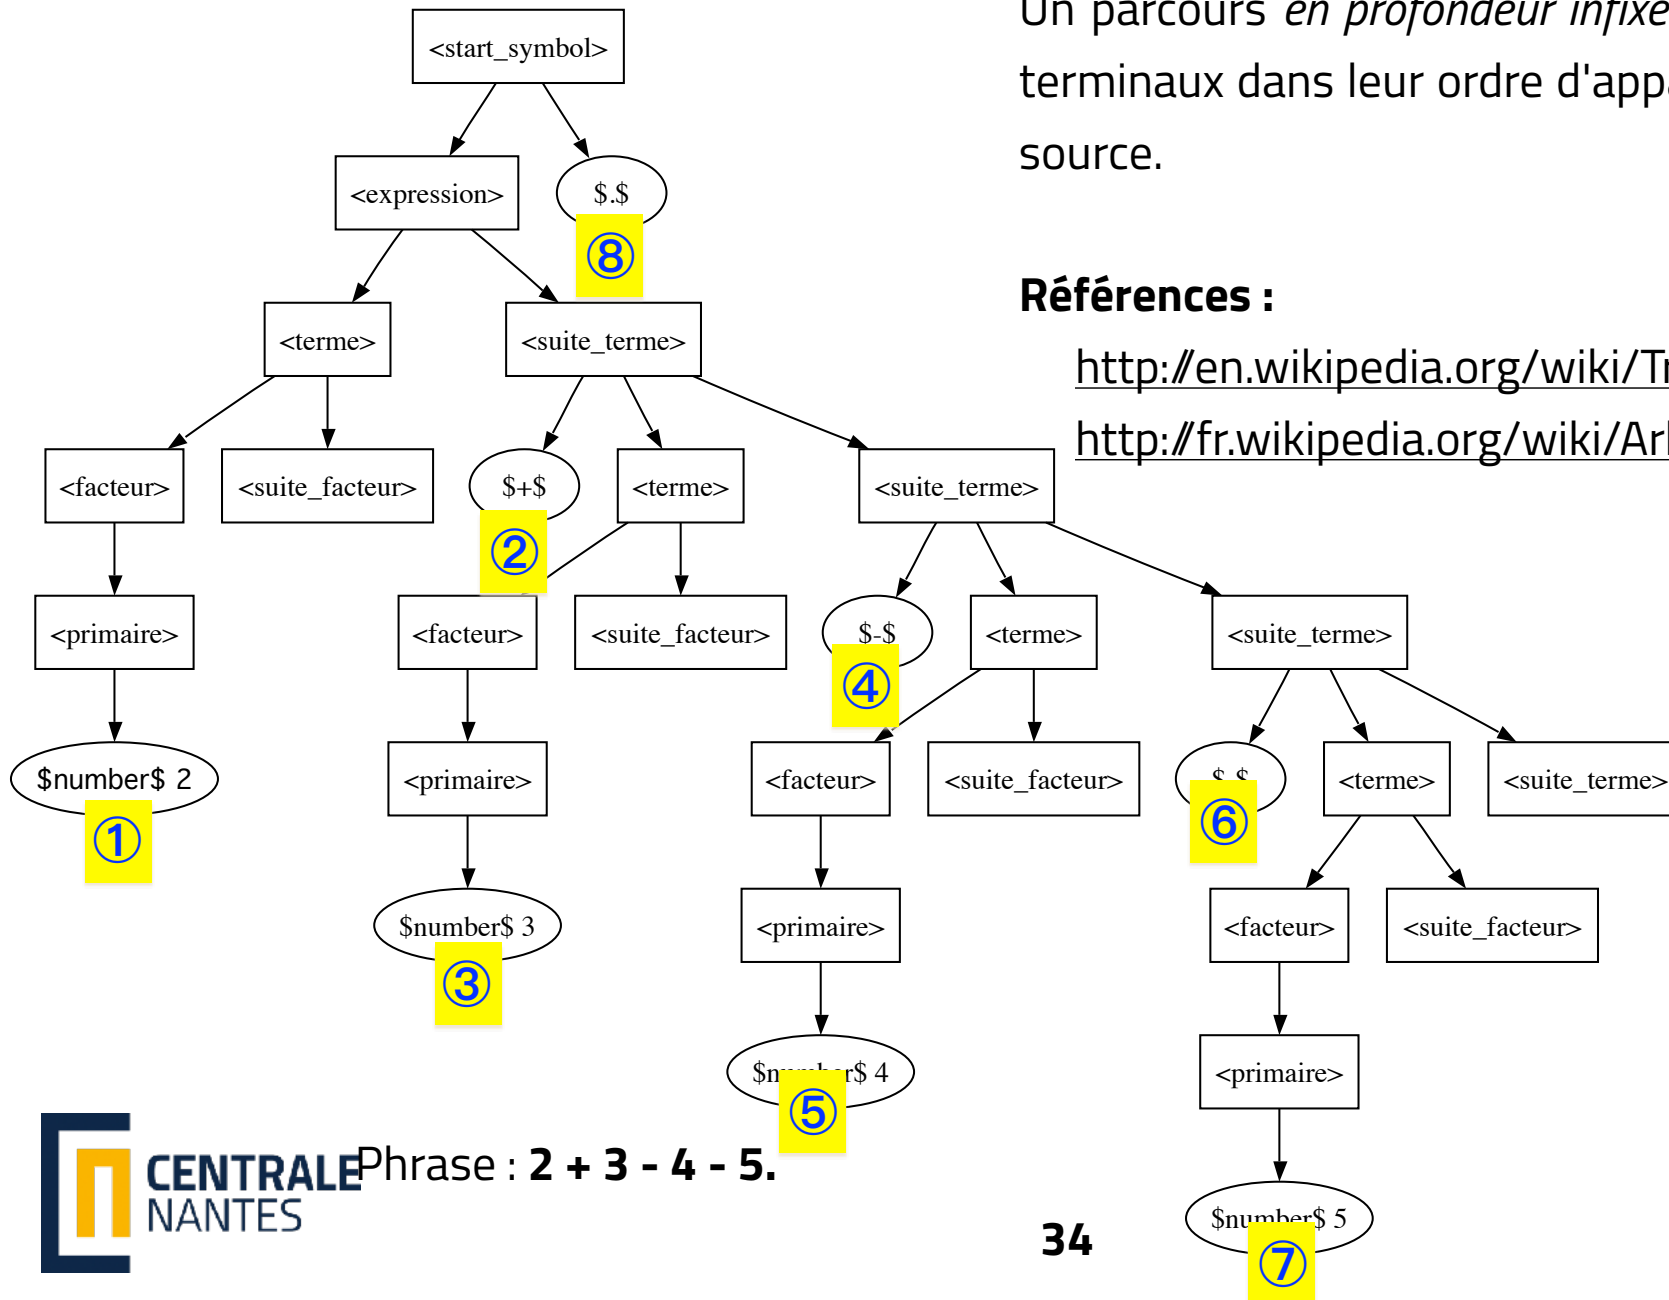 Un parcours en profondeur infixe
terminaux dans leur ordre d'appa
source.
Références :
http://en.wikipedia.org/wiki/Tr
http://fr.wikipedia.org/wiki/Ar
<start_symbol>
<expression> $.$
⑧
<terme> <suite_terme>
<facteur> <suite_facteur> $+$ <terme> <suite_terme>
②
<primaire> <facteur> <suite_facteur> $-$ <terme> <suite_terme>
④
$number$ 2 <primaire> <facteur> <suite_facteur> <terme> <suite_terme>
① ⑥
$number$ 3 <primaire> <facteur> <suite_facteur>
③
$number$ 4 <primaire>
⑤
$number$ 5
⑦
CENTRALE
NANTES
Phrase : 2 + 3 - 4 - 5.
34